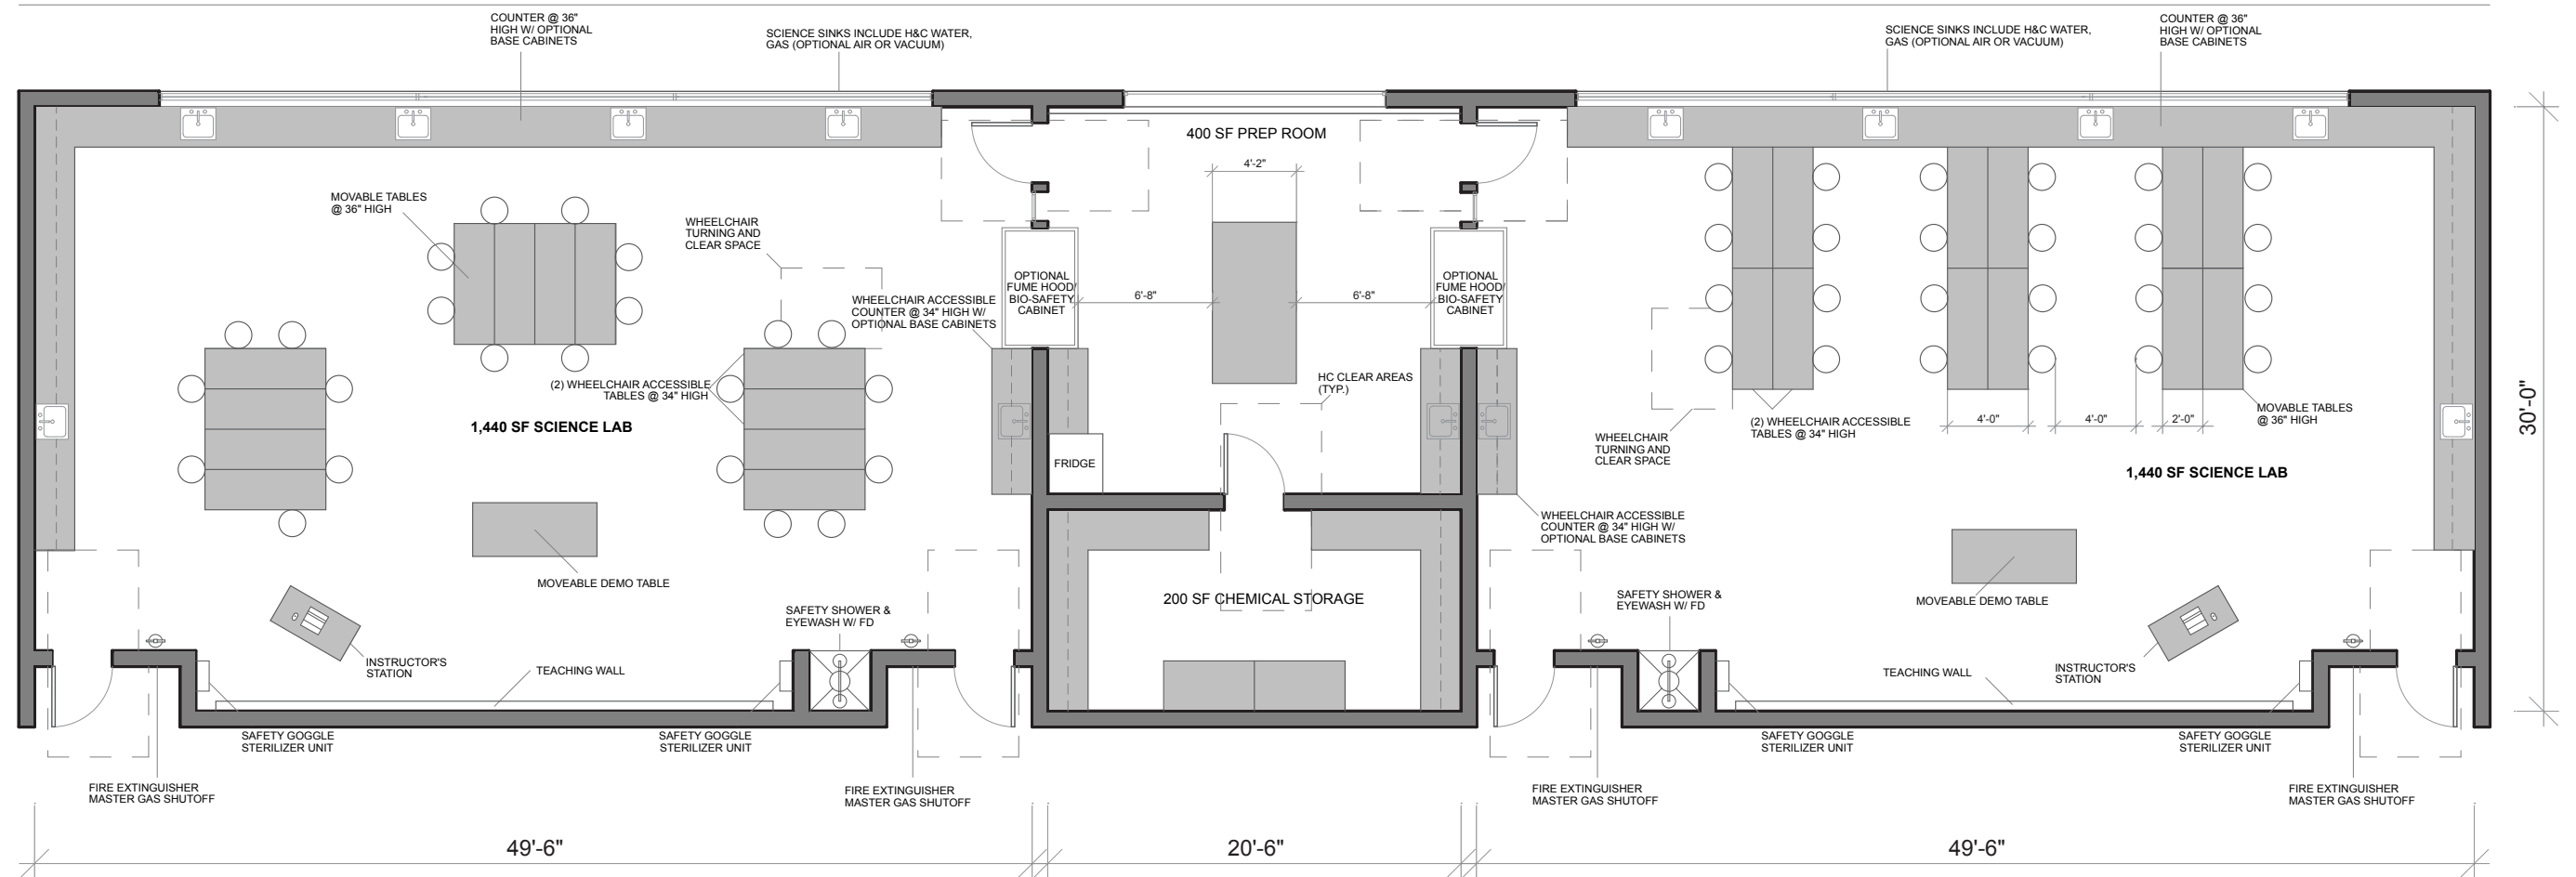 COUNTER @ 36"
HIGH W/ OPTIONAL
BASE CABINETS
SCIENCE SINKS INCLUDE H&C WATER,
GAS (OPTIONAL AIR OR VACUUM)
SCIENCE SINKS INCLUDE H&C WATER,
GAS (OPTIONAL AIR OR VACUUM)
COUNTER @ 36"
HIGH W/ OPTIONAL
BASE CABINETS
400 SF PREP ROOM
4'-2"
MOVABLE TABLES
@ 36" HIGH
WHEELCHAIR
TURNING AND
CLEAR SPACE
WHEELCHAIR ACCESSIBLE
COUNTER @ 34" HIGH W/
OPTIONAL BASE CABINETS
OPTIONAL
FUME HOOD/
BIO-SAFETY
CABINET
6'-8"
6'-8"
OPTIONAL
FUME HOOD/
BIO-SAFETY
CABINET
(2) WHEELCHAIR ACCESSIBLE
TABLES @ 34" HIGH
HC CLEAR AREAS
(TYP.)
1,440 SF SCIENCE LAB
FRIDGE
WHEELCHAIR
TURNING AND
CLEAR SPACE
(2) WHEELCHAIR ACCESSIBLE
TABLES @ 34" HIGH
4'-0"
4'-0"
2'-0"
MOVABLE TABLES
@ 36" HIGH
30'-0"
1,440 SF SCIENCE LAB
WHEELCHAIR ACCESSIBLE
COUNTER @ 34" HIGH W/
OPTIONAL BASE CABINETS
MOVEABLE DEMO TABLE
SAFETY SHOWER &
EYEWASH W/ FD
200 SF CHEMICAL STORAGE
SAFETY SHOWER &
EYEWASH W/ FD
MOVEABLE DEMO TABLE
INSTRUCTOR'S
STATION
TEACHING WALL
TEACHING WALL
INSTRUCTOR'S
STATION
SAFETY GOGGLE
STERILIZER UNIT
SAFETY GOGGLE
STERILIZER UNIT
SAFETY GOGGLE
STERILIZER UNIT
SAFETY GOGGLE
STERILIZER UNIT
FIRE EXTINGUISHER
MASTER GAS SHUTOFF
FIRE EXTINGUISHER
MASTER GAS SHUTOFF
FIRE EXTINGUISHER
MASTER GAS SHUTOFF
FIRE EXTINGUISHER
MASTER GAS SHUTOFF
49'-6"
20'-6"
49'-6"